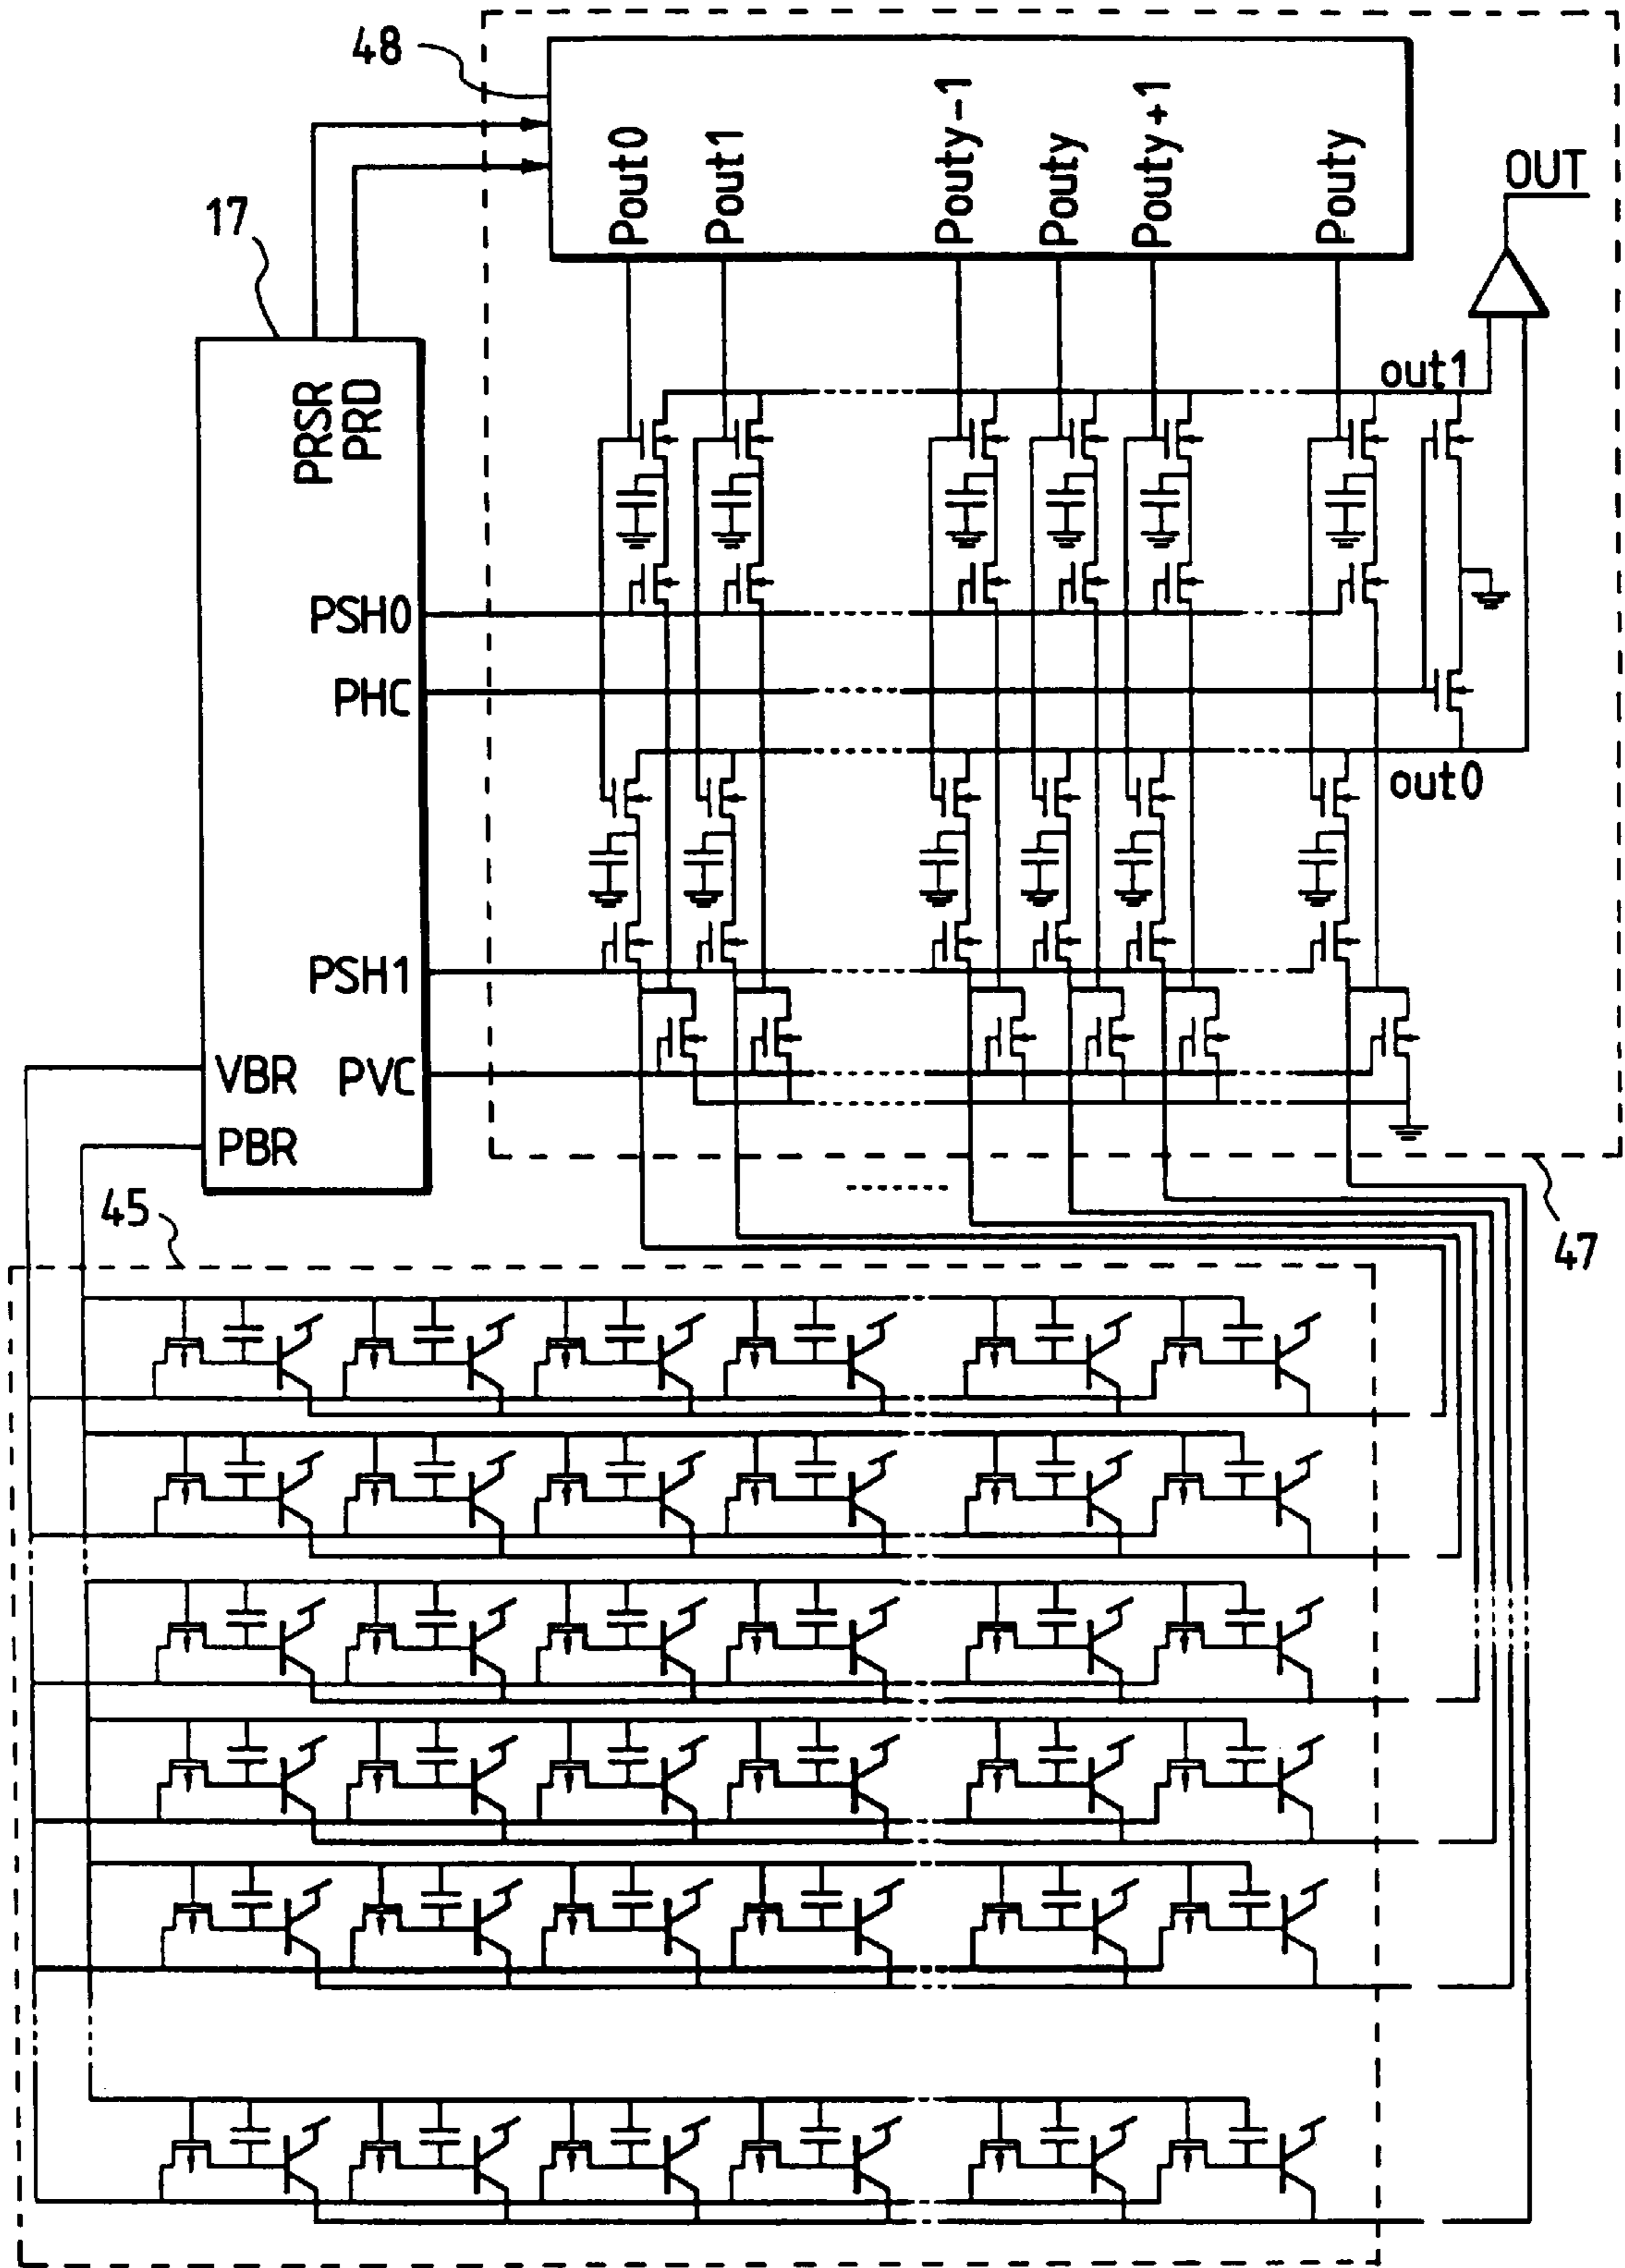 48
Pout0
Pout1
Pouty-1
Pouty
Pouty+1
Pouty
OUT
17
PRSR
PRD
out1
PSH0
PHC
out0
PSH1
VBR
PVC
PBR
45
47